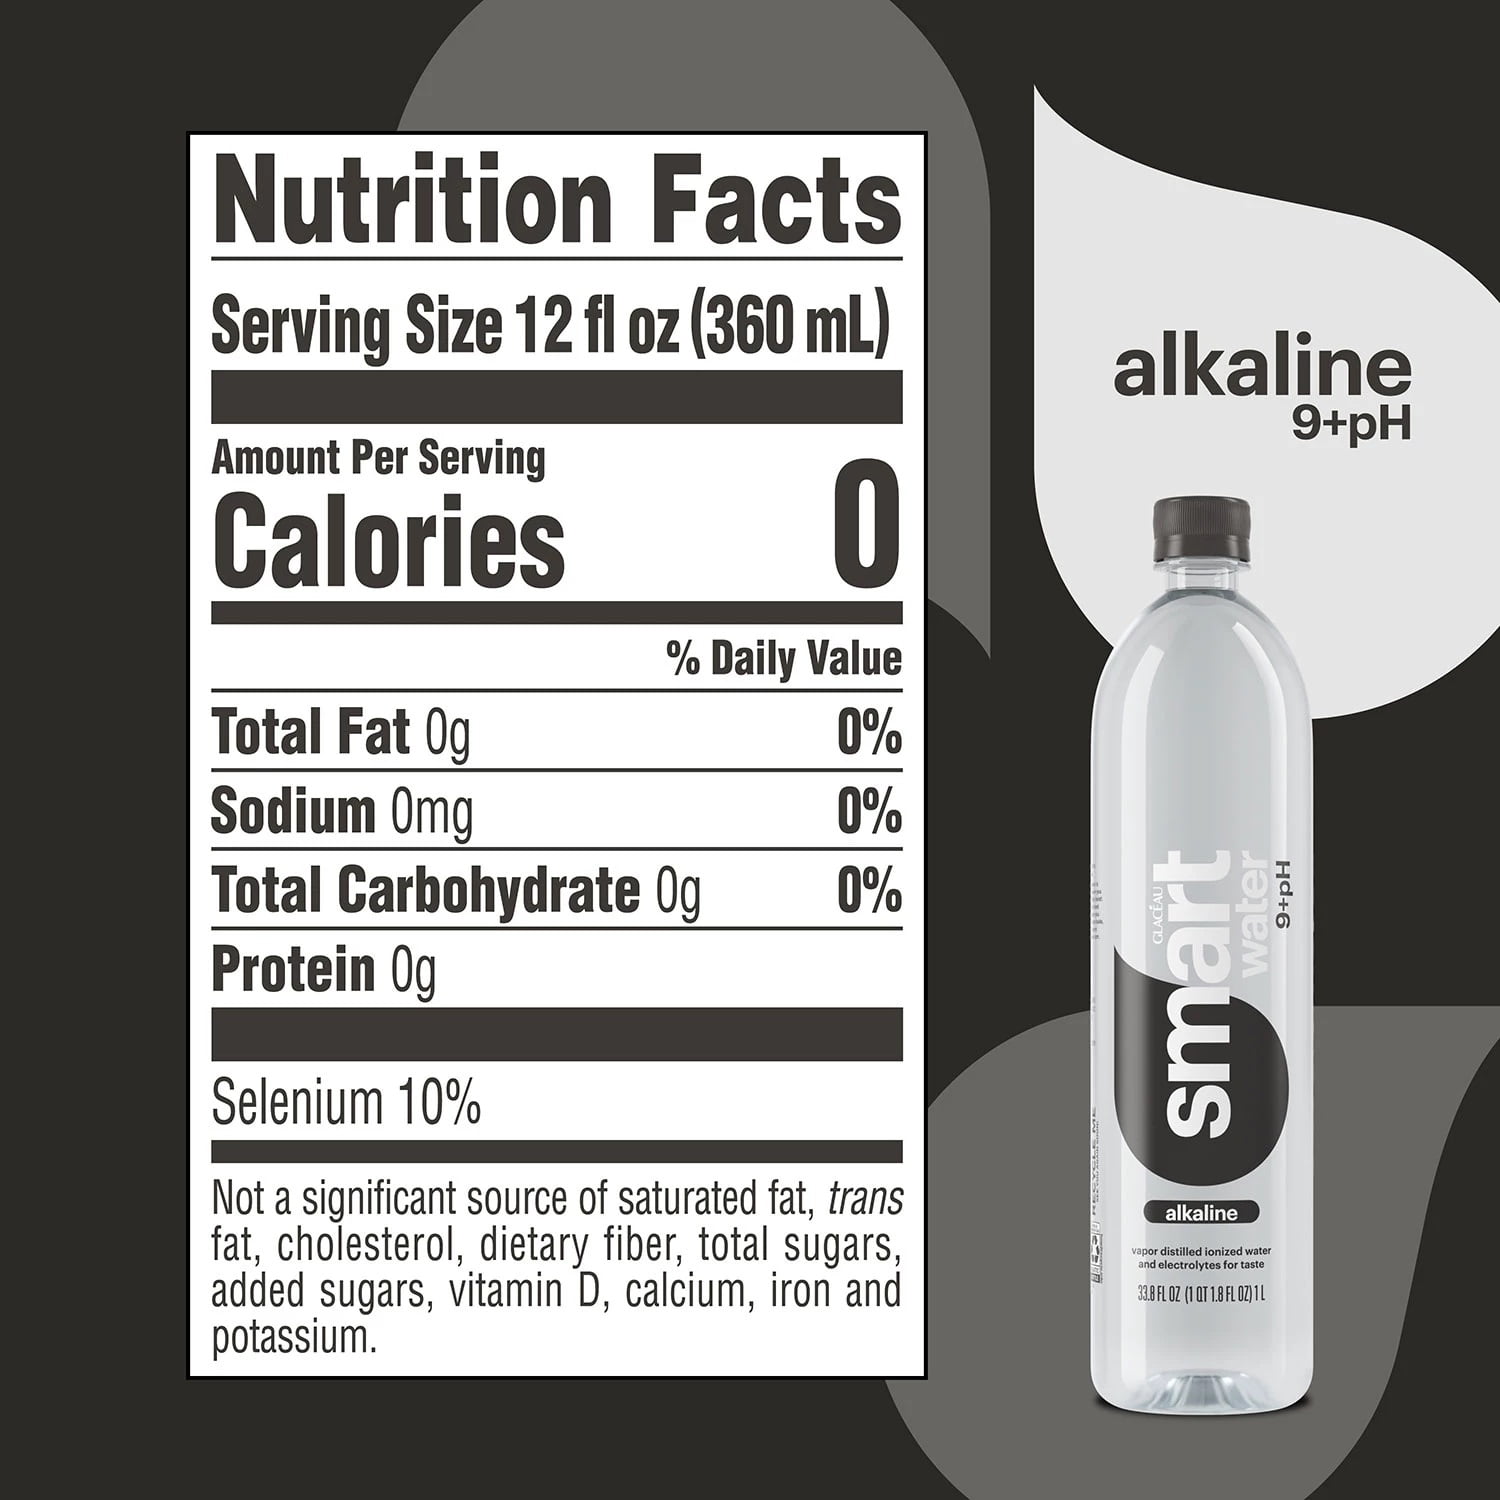 Nutrition Facts
Serving Size 12 fl oz (360 mL)
Amount Per Serving
Calories 0
% Daily Value
Total Fat 0g 0%
Sodium 0mg 0%
Total Carbohydrate 0g 0%
Protein 0g
Selenium 10%
Not a significant source of saturated fat, trans
fat, cholesterol, dietary fiber, total sugars,
added sugars, vitamin D, calcium, iron and
potassium.
alkaline
9+pH
GLACÉAU
smart
water
9+pH
alkaline
vapor distilled ionized water
and electrolytes for taste
33.8 FL OZ (1 QT 1.8 FL OZ) 1 L
RECYCLE ME